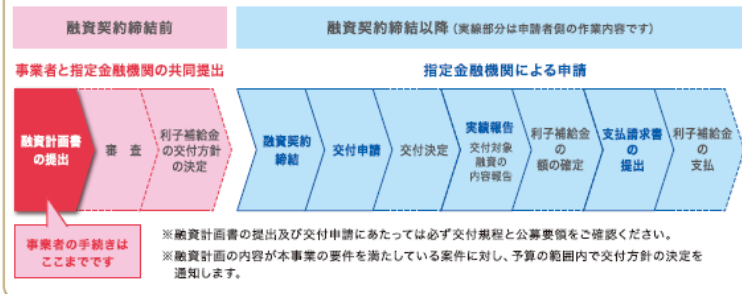 融資契約締結前
融資契約締結以降（実線部分は申請者側の作業内容です）
事業者と指定金融機関の共同提出
指定金融機関による申請
融資計画書
の提出
審　査
利子補給金
の交付方針
の決定
融資契約
締結
交付申請
交付決定
実績報告
交付対象
融資の
内容報告
利子補給金
の
額の確定
支払請求書
の
提出
利子補給金
の
支払
事業者の手続きは
ここまでです
※融資計画書の提出及び交付申請にあたっては必ず交付規程と公募要領をご確認ください。
※融資計画の内容が本事業の要件を満たしている案件に対し、予算の範囲内で交付方針の決定を
通知します。